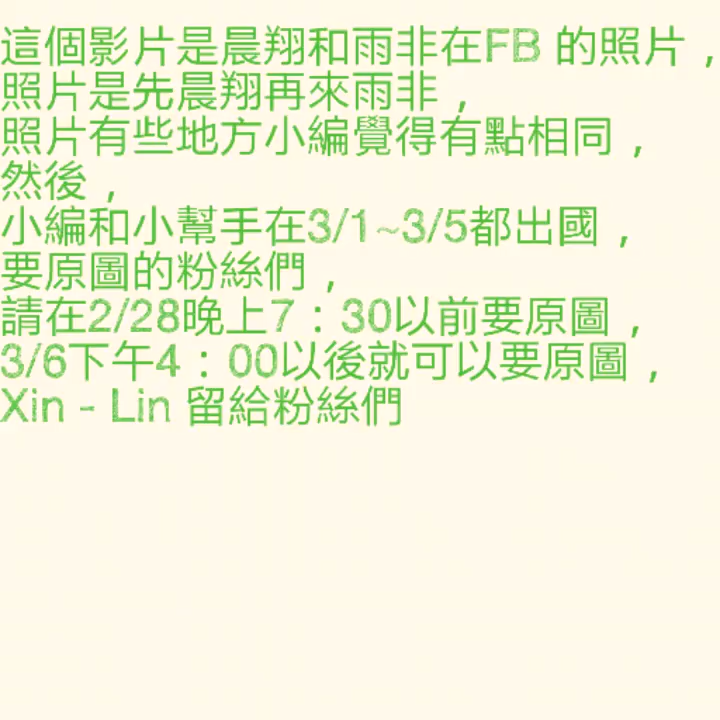 這個影片是晨翔和雨非在FB 的照片，
照片是先晨翔再來雨非，
照片有些地方小編覺得有點相同，
然後，
小編和小幫手在3/1~3/5都出國，
要原圖的粉絲們，
請在2/28晚上7：30以前要原圖，
3/6下午4：00以後就可以要原圖，
Xin - Lin 留給粉絲們